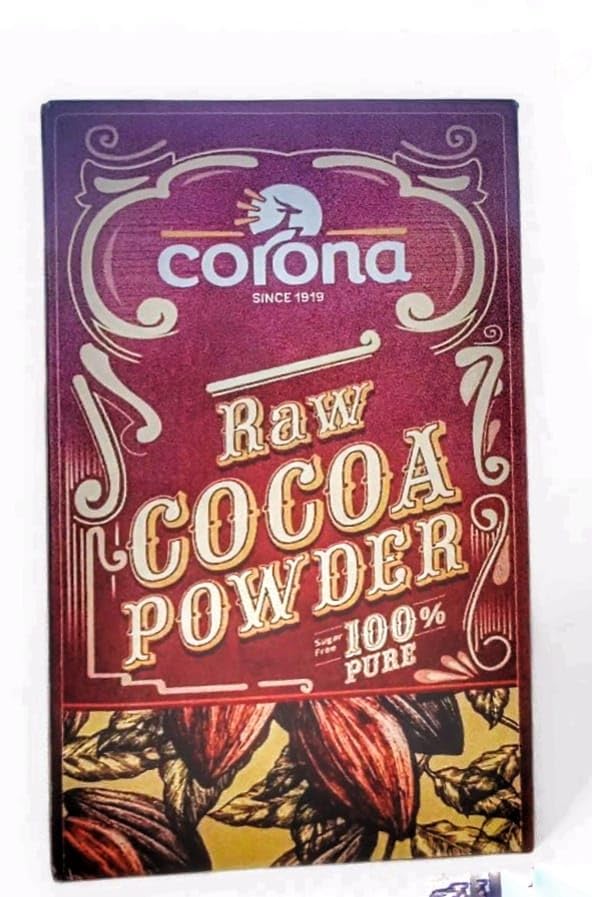 corona
SINCE 1919
Raw
COCOA
POWDER
Sugar
Free
100%
PURE